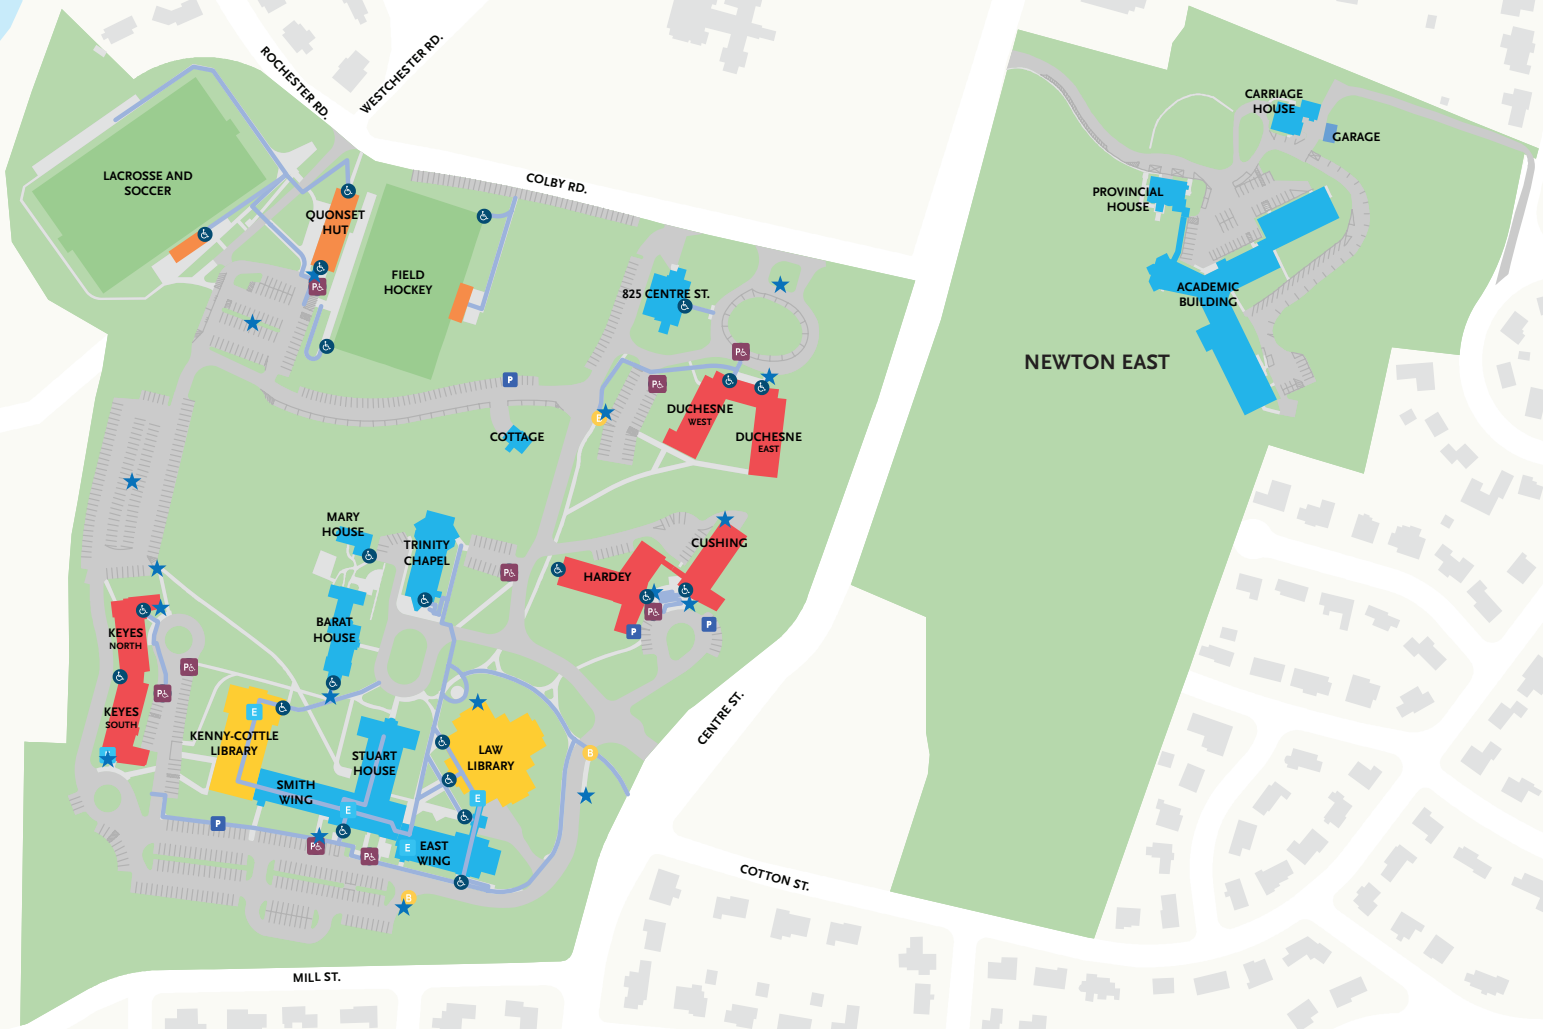 ROCHESTER RD.
WESTCHESTER RD.
COLBY RD.
CARRIAGE
HOUSE
GARAGE
LACROSSE AND
SOCCER
PROVINCIAL
HOUSE
QUONSET
HUT
FIELD
HOCKEY
P
825 CENTRE ST.
ACADEMIC
BUILDING
NEWTON EAST
P
P
P
B
DUCHESNE
WEST
DUCHESNE
EAST
COTTAGE
MARY
HOUSE
TRINITY
CHAPEL
CUSHING
HARDEY
P
P
P
P
BARAT
HOUSE
KEYES
NORTH
P
P
KEYES
SOUTH
E
KENNY-COTTLE
LIBRARY
STUART
HOUSE
LAW
LIBRARY
CENTRE ST.
B
SMITH
WING
E
E
P
P
P
E
EAST
WING
B
COTTON ST.
MILL ST.